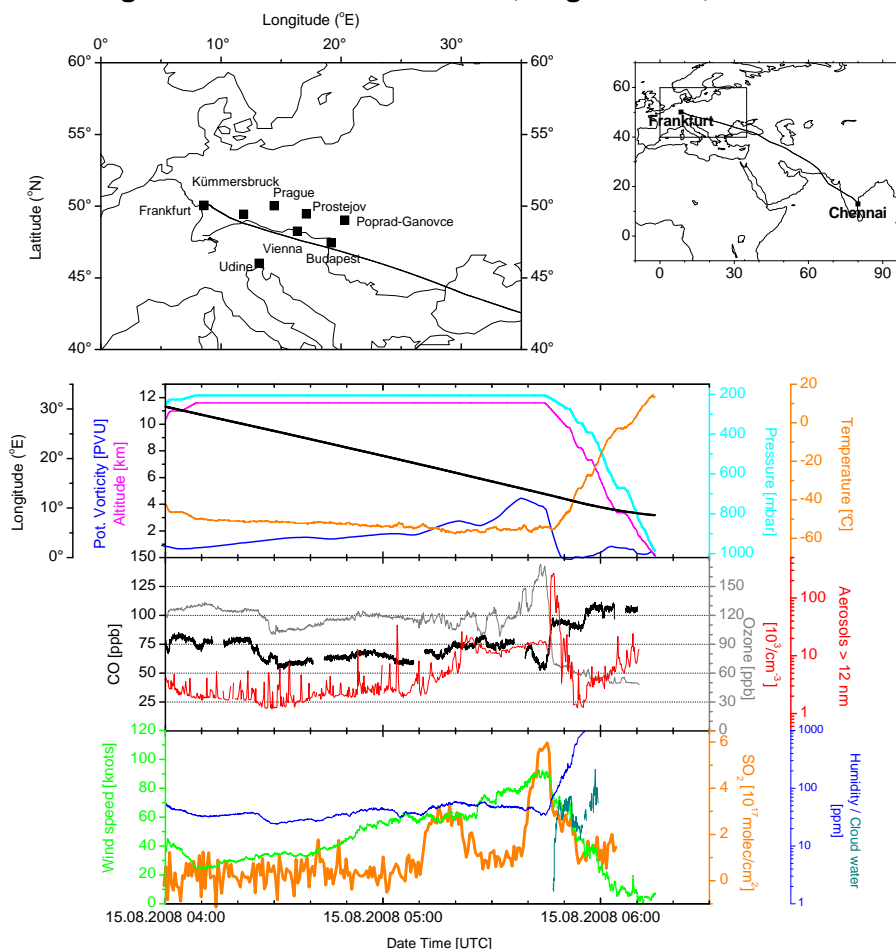 Longitude (°E)
0° 10° 20° 30°
60° 60°
55° 55°
50° 50°
45° 45°
40° 40°
Latitude (°N)
Kümmersbruck
Prague
Frankfurt
Prostejov
Poprad-Ganovce
Vienna
Budapest
Udine
60
40
20
0
0 30 60 90
Frankfurt
Chennai
Longitude (°E)
30°
20°
10°
0°
Pot. Vorticity [PVU]
Altitude [km]
12
10
8
6
4
2
200
400
600
800
1000
Pressure [mbar]
20
0
-20
-40
-60
Temperature [°C]
CO [ppb]
150
125
100
75
50
25
150
120
90
60
30
0
Ozone [ppb]
100
10
1
Aerosols > 12 nm
[10³/cm⁻³]
Wind speed [knots]
120
100
80
60
40
20
0
6
4
2
0
SO₂ [10¹⁷molec/cm²]
1000
100
10
1
Humidity / Cloud water
[ppm]
15.08.2008 04:00 15.08.2008 05:00 15.08.2008 06:00
Date Time [UTC]